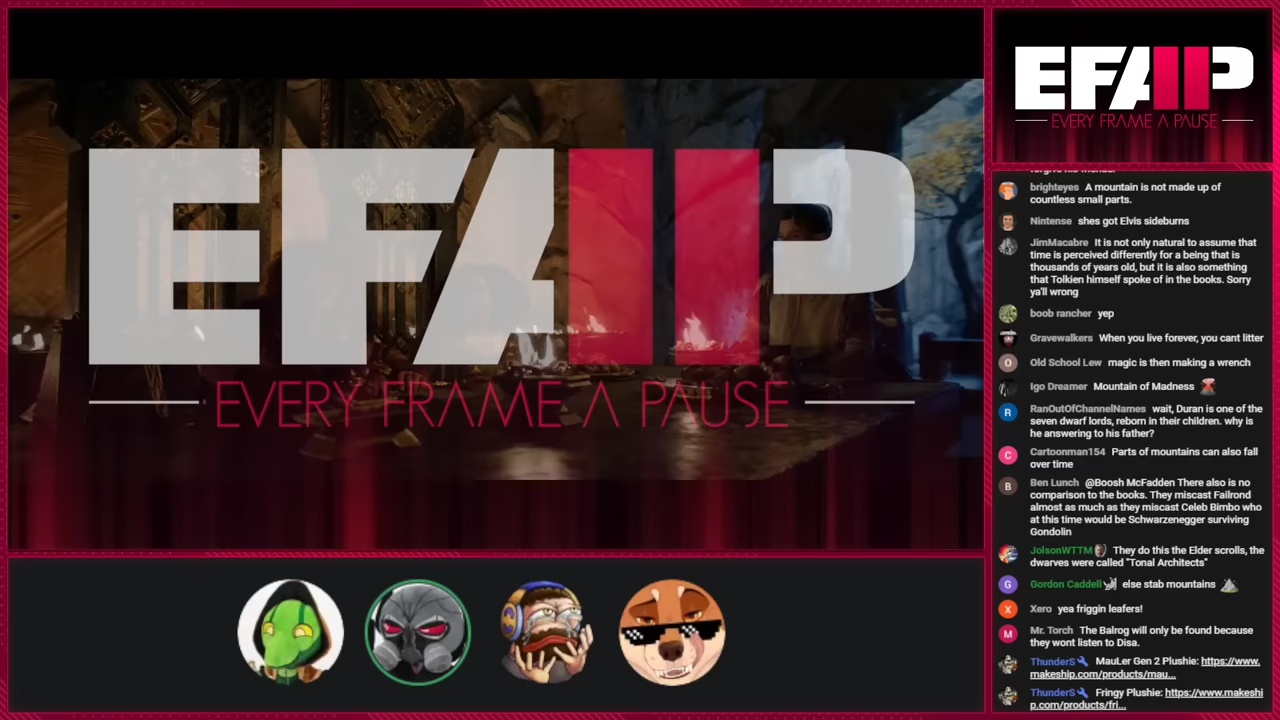 EFAP
EVERY FRAME A PAUSE
EFAP
EVERY FRAME A PAUSE
brighteyes A mountain is not made up of
countless small parts.
Nintense shes got Elvis sideburns
JimMacabre It is not only natural to assume that
time is perceived differently for a being that is
thousands of years old, but it is also something
that Tolkien himself spoke of in the books. Sorry
ya'll wrong
boob rancher yep
Gravewalkers When you live forever, you cant litter
O
Old School Lew magic is then making a wrench
Igo Dreamer Mountain of Madness
R
RanOutOfChannelNames wait, Duran is one of the
seven dwarf lords, reborn in their children. why is
he answering to his father?
C
Cartoonman154 Parts of mountains can also fall
over time
B
Ben Lunch @Boosh McFadden There also is no
comparison to the books. They miscast Failrond
almost as much as they miscast Celeb Bimbo who
at this time would be Schwarzenegger surviving
Gondolin
JolsonWTTM They do this the Elder scrolls, the
dwarves were called "Tonal Architects"
G
Gordon Caddell else stab mountains
X
Xero yea friggin leafers!
M
Mr. Torch The Balrog will only be found because
they wont listen to Disa.
ThunderS MauLer Gen 2 Plushie: https://www.
makeship.com/products/mau...
ThunderS Fringy Plushie: https://www.makeshi
p.com/products/fri...